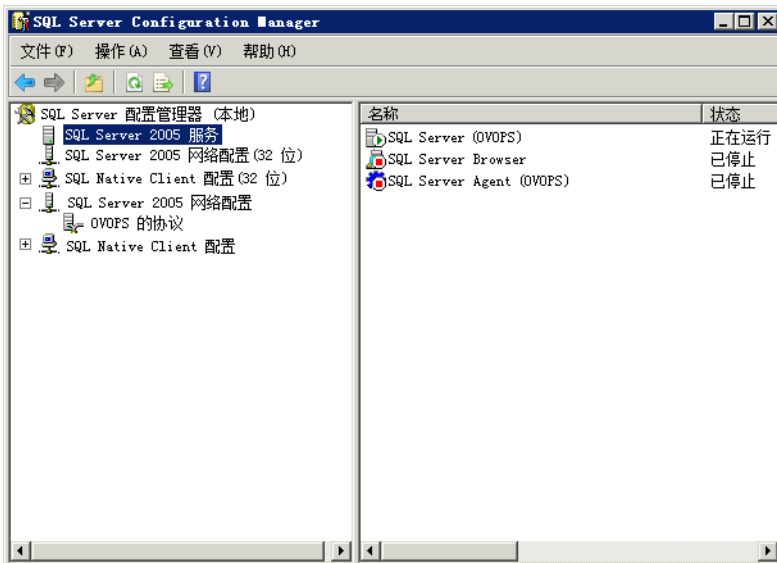 SQL Server Configuration Manager
文件(F) 操作(A) 查看(V) 帮助(H)
SQL Server 配置管理器 (本地)
SQL Server 2005 服务
SQL Server 2005 网络配置(32 位)
SQL Native Client 配置(32 位)
SQL Server 2005 网络配置
OVOPS 的协议
SQL Native Client 配置
名称 状态
SQL Server (OVOPS) 正在运行
SQL Server Browser 已停止
SQL Server Agent (OVOPS) 已停止